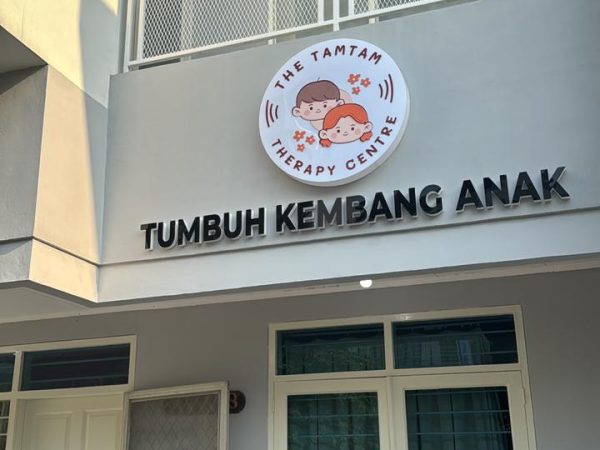 THE TAMTAM
THERAPY CENTRE
TUMBUH KEMBANG ANAK